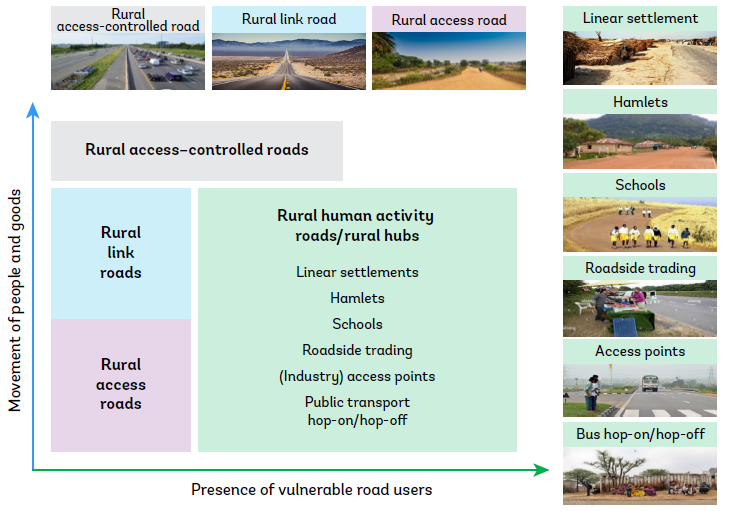 Rural
access-controlled road
Rural link road
Rural access road
Linear settlement
Hamlets
Schools
Roadside trading
Access points
Bus hop-on/hop-off
Movement of people and goods
Rural access–controlled roads
Rural
link
roads
Rural
access
roads
Rural human activity
roads/rural hubs
Linear settlements
Hamlets
Schools
Roadside trading
(Industry) access points
Public transport
hop-on/hop-off
Presence of vulnerable road users